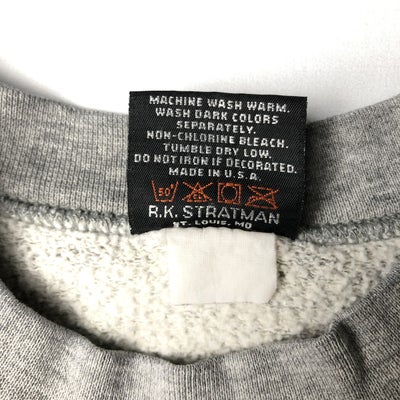 MACHINE WASH WARM.
WASH DARK COLORS
SEPARATELY.
NON-CHLORINE BLEACH.
TUMBLE DRY LOW.
DO NOT IRON IF DECORATED.
MADE IN U.S.A.
50°
R.K. STRATMAN
ST. LOUIS, MO